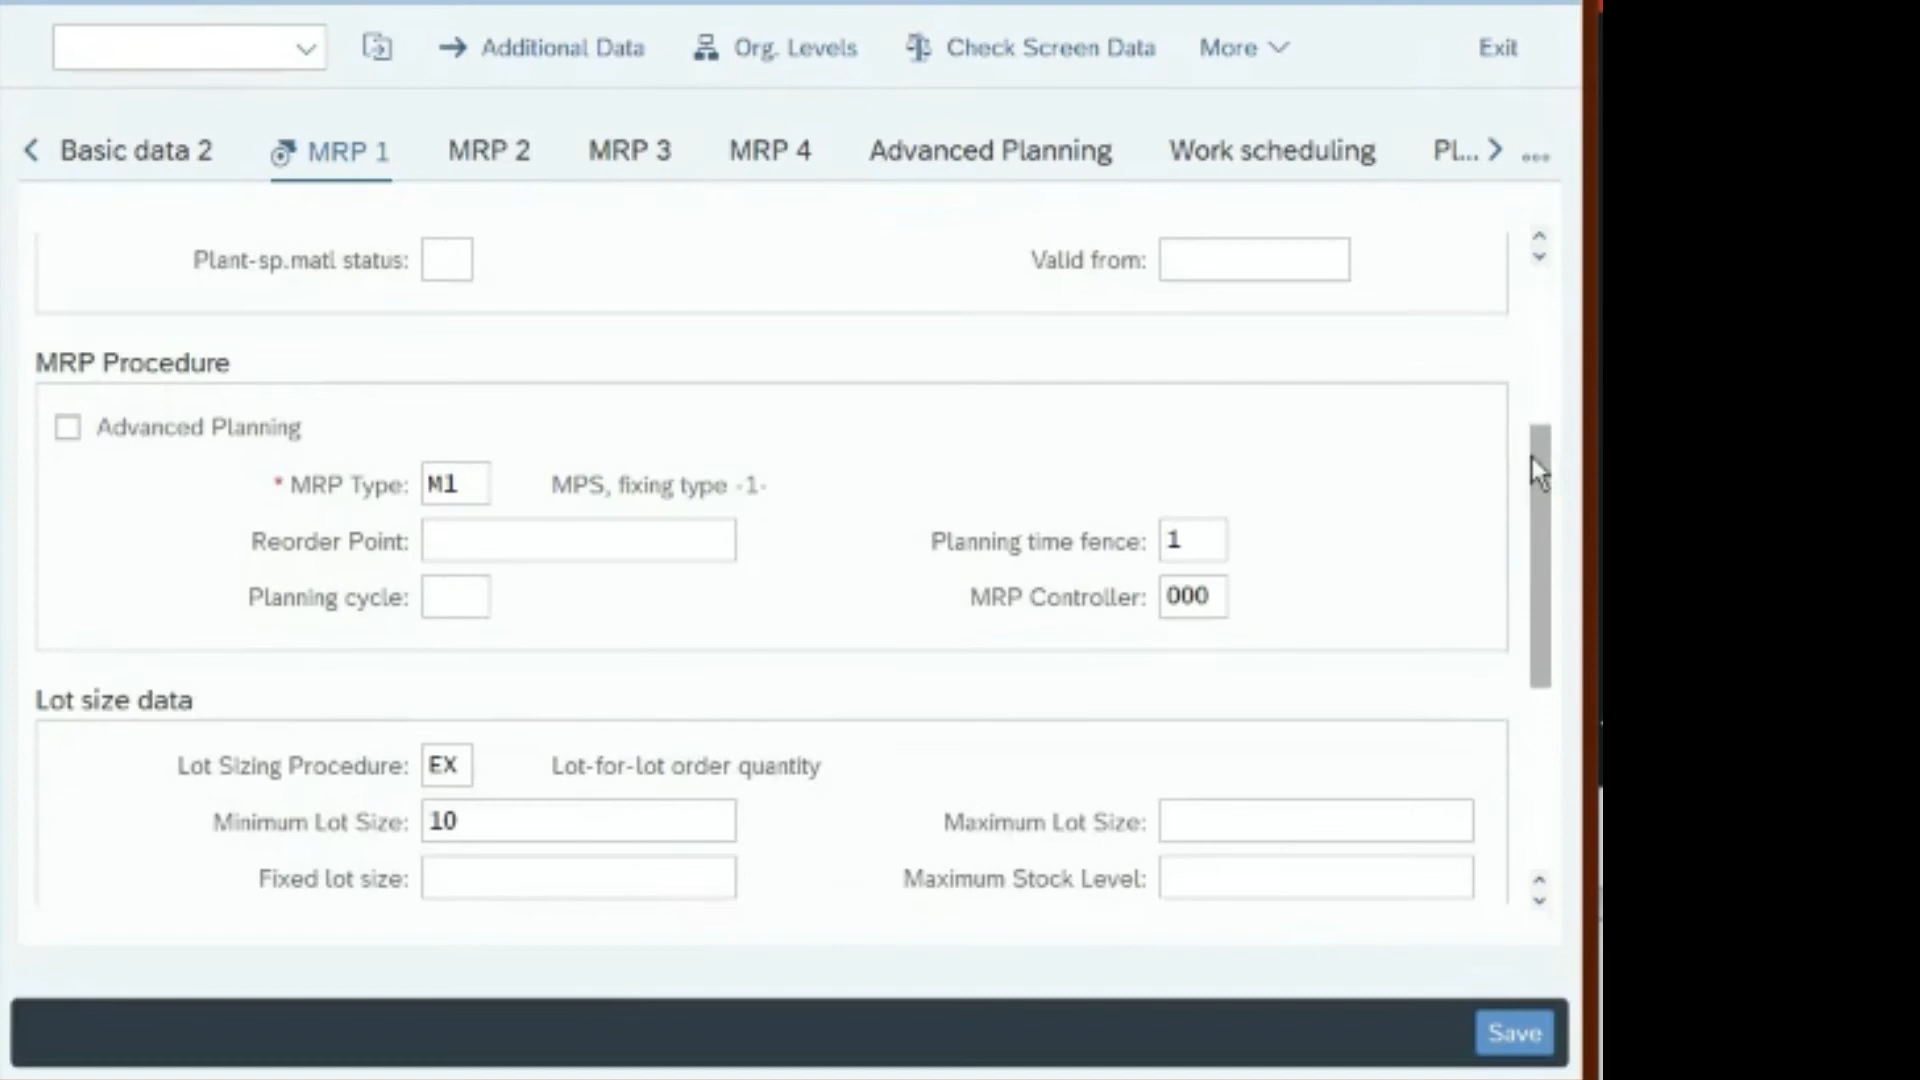 Additional Data Org. Levels Check Screen Data More Exit
Basic data 2 MRP 1 MRP 2 MRP 3 MRP 4 Advanced Planning Work scheduling Pl...
Plant-sp.matl status: Valid from:
MRP Procedure
Advanced Planning
* MRP Type: M1 MPS, fixing type -1-
Reorder Point: Planning time fence: 1
Planning cycle: MRP Controller: 000
Lot size data
Lot Sizing Procedure: EX Lot-for-lot order quantity
Minimum Lot Size: 10 Maximum Lot Size:
Fixed lot size: Maximum Stock Level:
Save